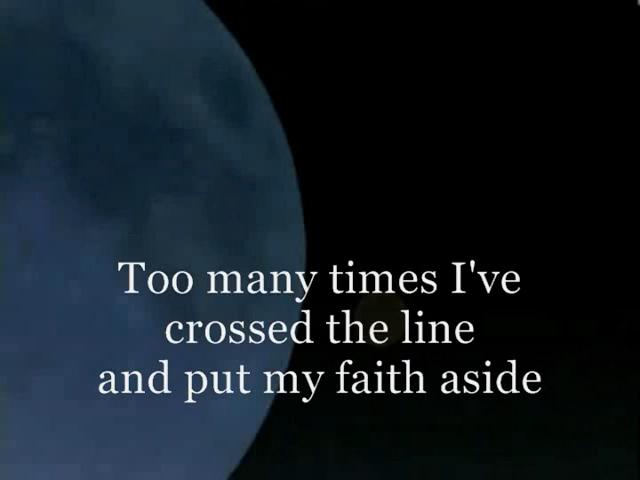 Too many times I've
crossed the line
and put my faith aside